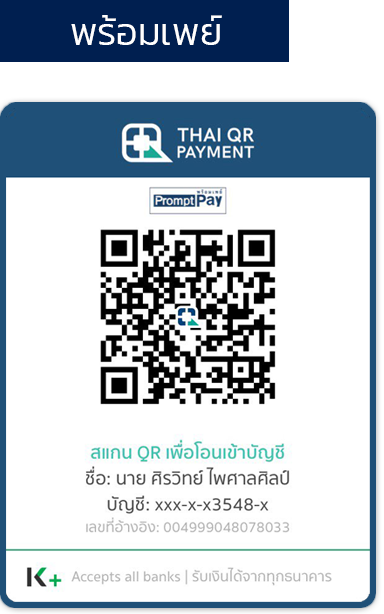 พร้อมเพย์
THAI QR
PAYMENT
พร้อมเพย์
PromptPay
สแกน QR เพื่อโอนเข้าบัญชี
ชื่อ: นาย ศิรวิทย์ ไพศาลศิลป์
บัญชี: xxx-x-x3548-x
เลขที่อ้างอิง: 004999048078033
K+ Accepts all banks | รับเงินได้จากทุกธนาคาร